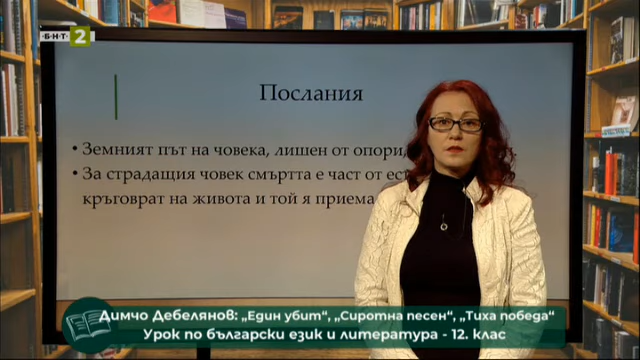 БНТ 2
Послания
• Земният път на човека, лишен от опори,
• За страдащия човек смъртта е част от
кръговрат на живота и той я приема
Димчо Дебелянов: „Един убит“, „Сиротна песен“, „Тиха победа“
Урок по български език и литература - 12. клас